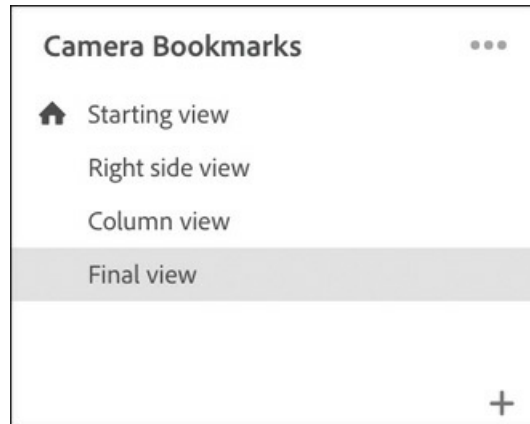 Camera Bookmarks
Starting view
Right side view
Column view
Final view